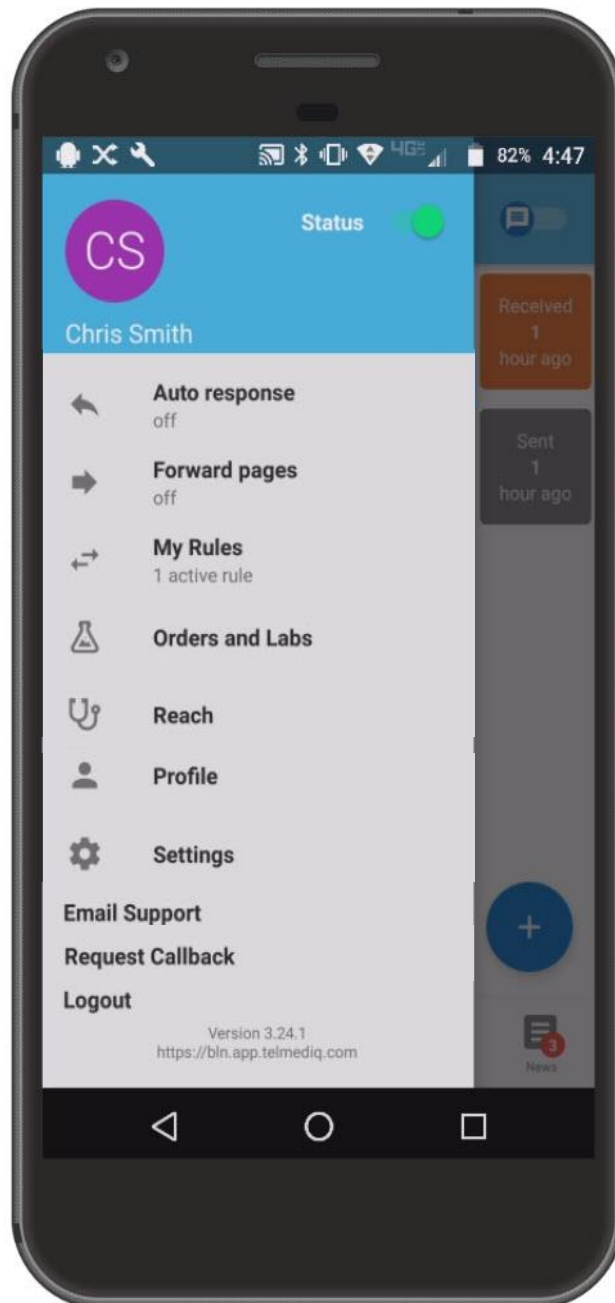 4G
82% 4:47
CS
Status
Chris Smith
Auto response
off
Forward pages
off
My Rules
1 active rule
Orders and Labs
Reach
Profile
Settings
Email Support
Request Callback
Logout
Version 3.24.1
https://bln.app.telmediq.com
Received
1
hour ago
Sent
1
hour ago
+
3
News